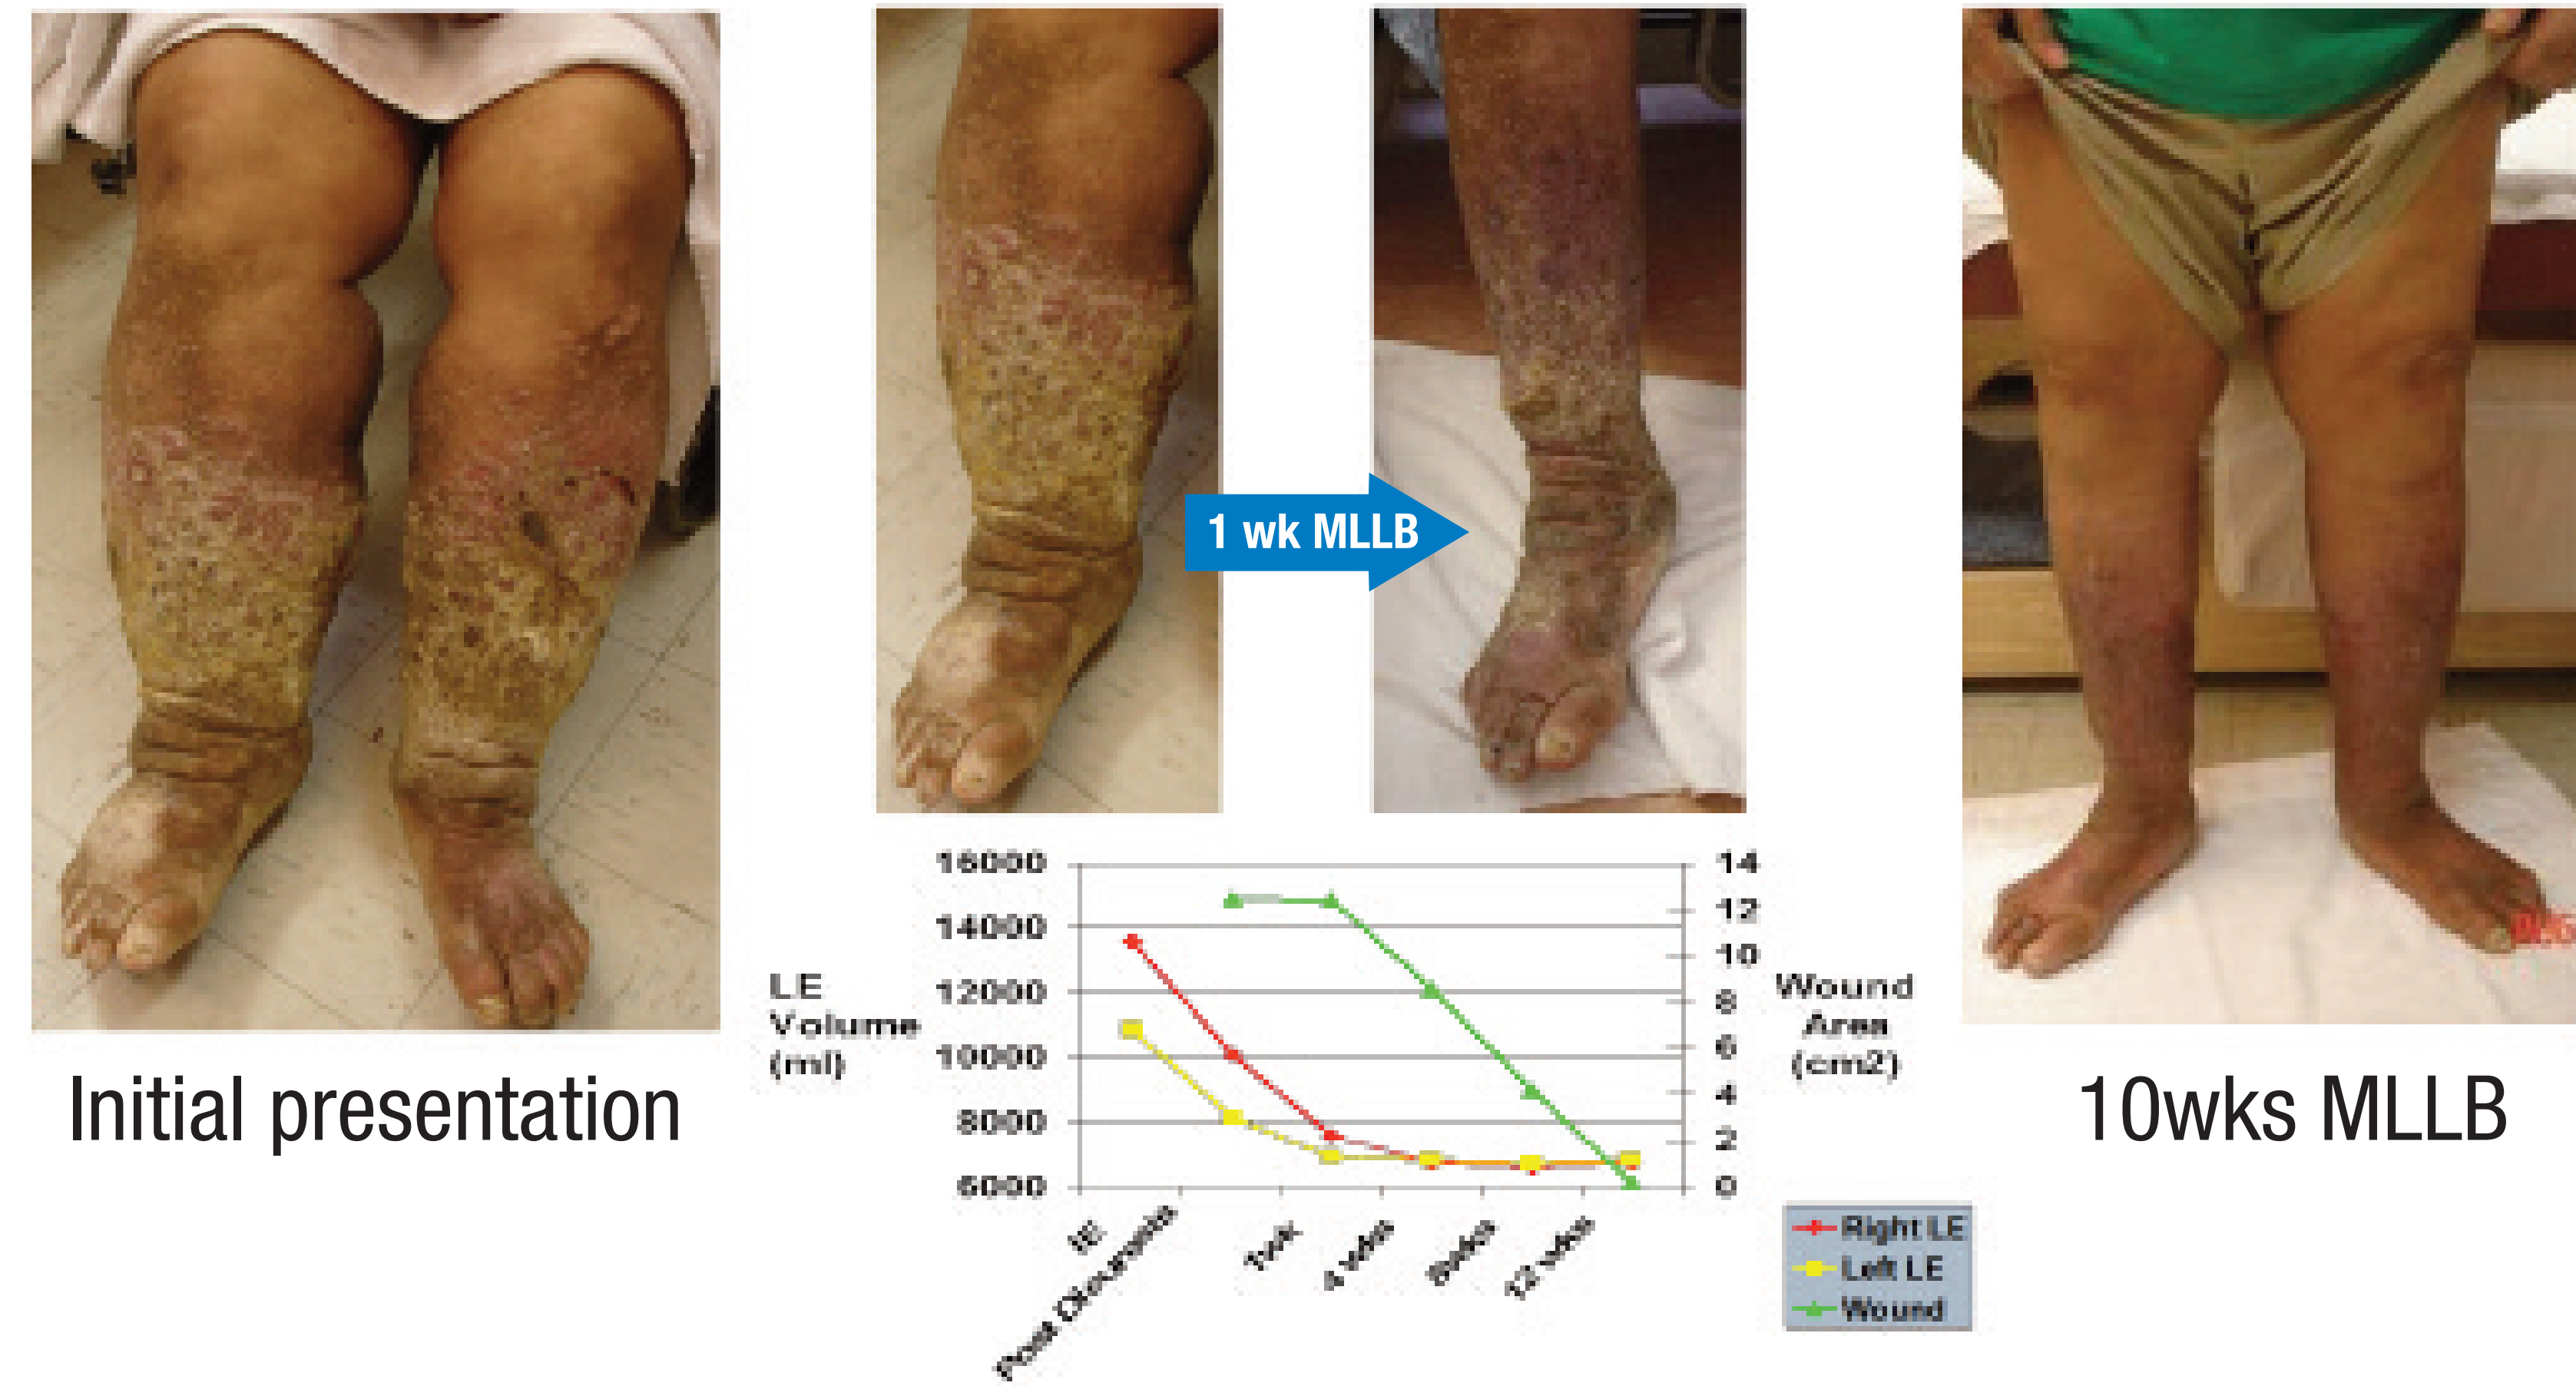 1 wk MLLB
Initial presentation
10wks MLLB
LE
Volume
(ml)
16000
14000
12000
10000
8000
6000
14
12
10
8
6
4
2
0
Wound
Area
(cm2)
IE
Post Diouresis
1wk
4 wks
8wks
12 wks
Right LE
Left LE
Wound